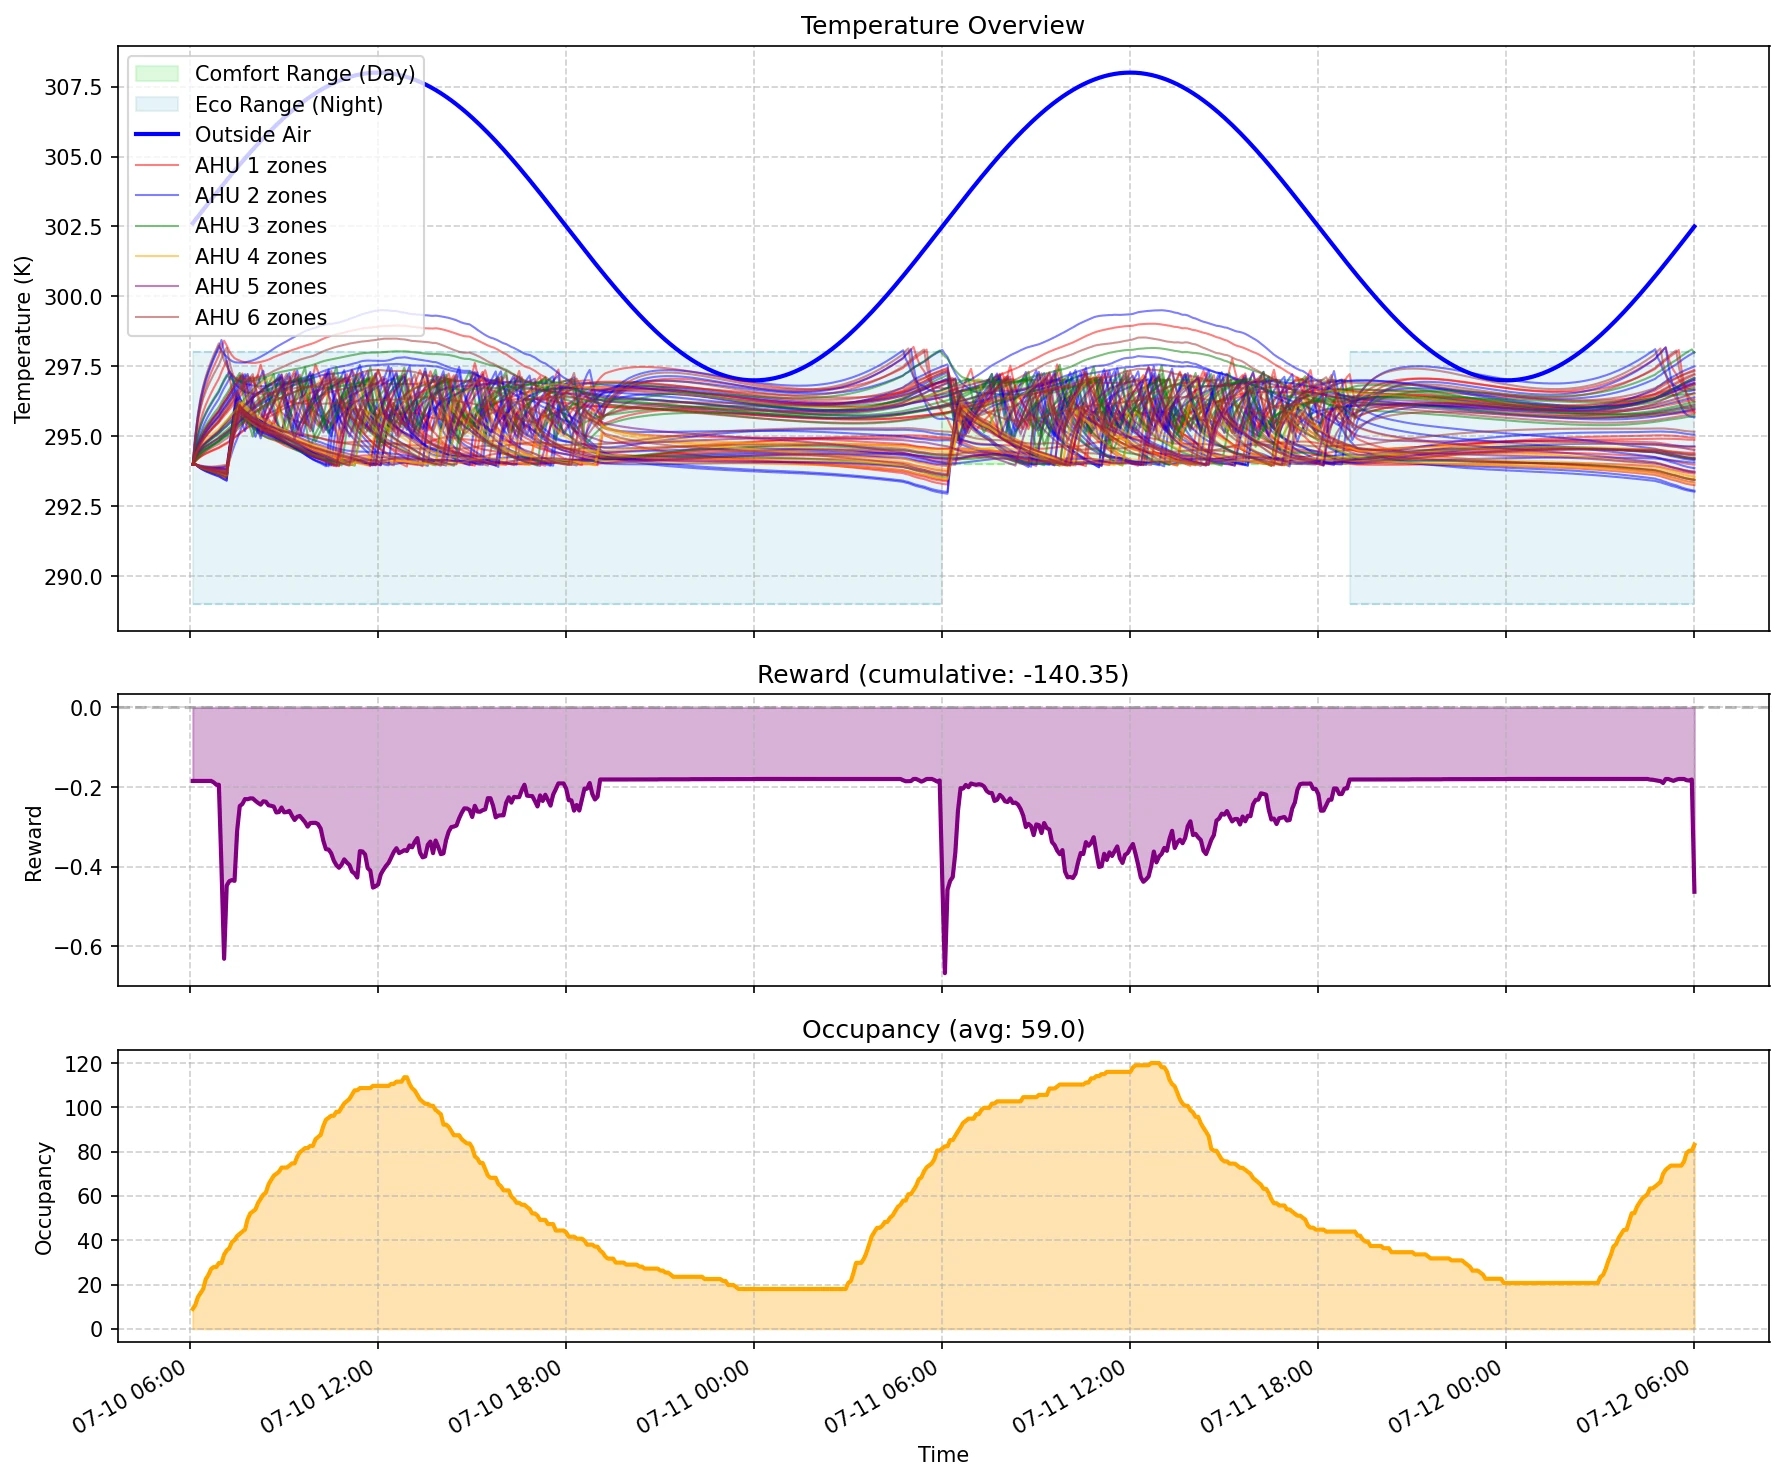 Temperature Overview
Comfort Range (Day)
Eco Range (Night)
Outside Air
AHU 1 zones
AHU 2 zones
AHU 3 zones
AHU 4 zones
AHU 5 zones
AHU 6 zones
Temperature (K)
307.5
305.0
302.5
300.0
297.5
295.0
292.5
290.0
Reward (cumulative: -140.35)
Reward
0.0
−0.2
−0.4
−0.6
Occupancy (avg: 59.0)
Occupancy
120
100
80
60
40
20
0
07-10 06:00
07-10 12:00
07-10 18:00
07-11 00:00
07-11 06:00
07-11 12:00
07-11 18:00
07-12 00:00
07-12 06:00
Time